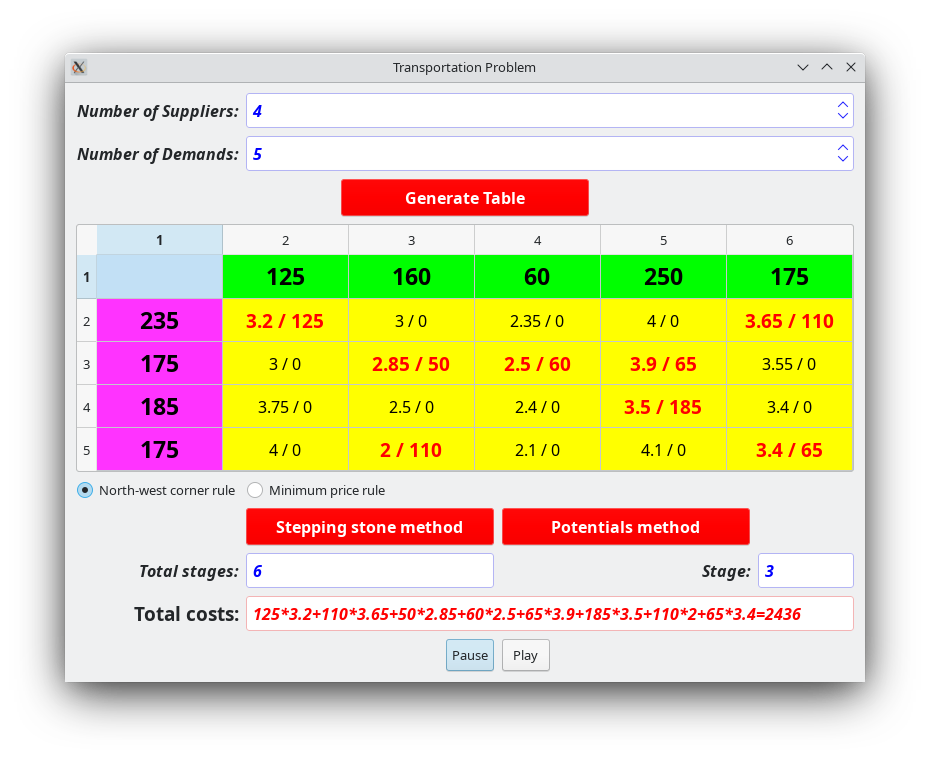 Transportation Problem
Number of Suppliers: 4
Number of Demands: 5
Generate Table
1 2 3 4 5 6
1 125 160 60 250 175
2 235 3.2 / 125 3 / 0 2.35 / 0 4 / 0 3.65 / 110
3 175 3 / 0 2.85 / 50 2.5 / 60 3.9 / 65 3.55 / 0
4 185 3.75 / 0 2.5 / 0 2.4 / 0 3.5 / 185 3.4 / 0
5 175 4 / 0 2 / 110 2.1 / 0 4.1 / 0 3.4 / 65
North-west corner rule Minimum price rule
Stepping stone method Potentials method
Total stages: 6 Stage: 3
Total costs: 125*3.2+110*3.65+50*2.85+60*2.5+65*3.9+185*3.5+110*2+65*3.4=2436
Pause Play